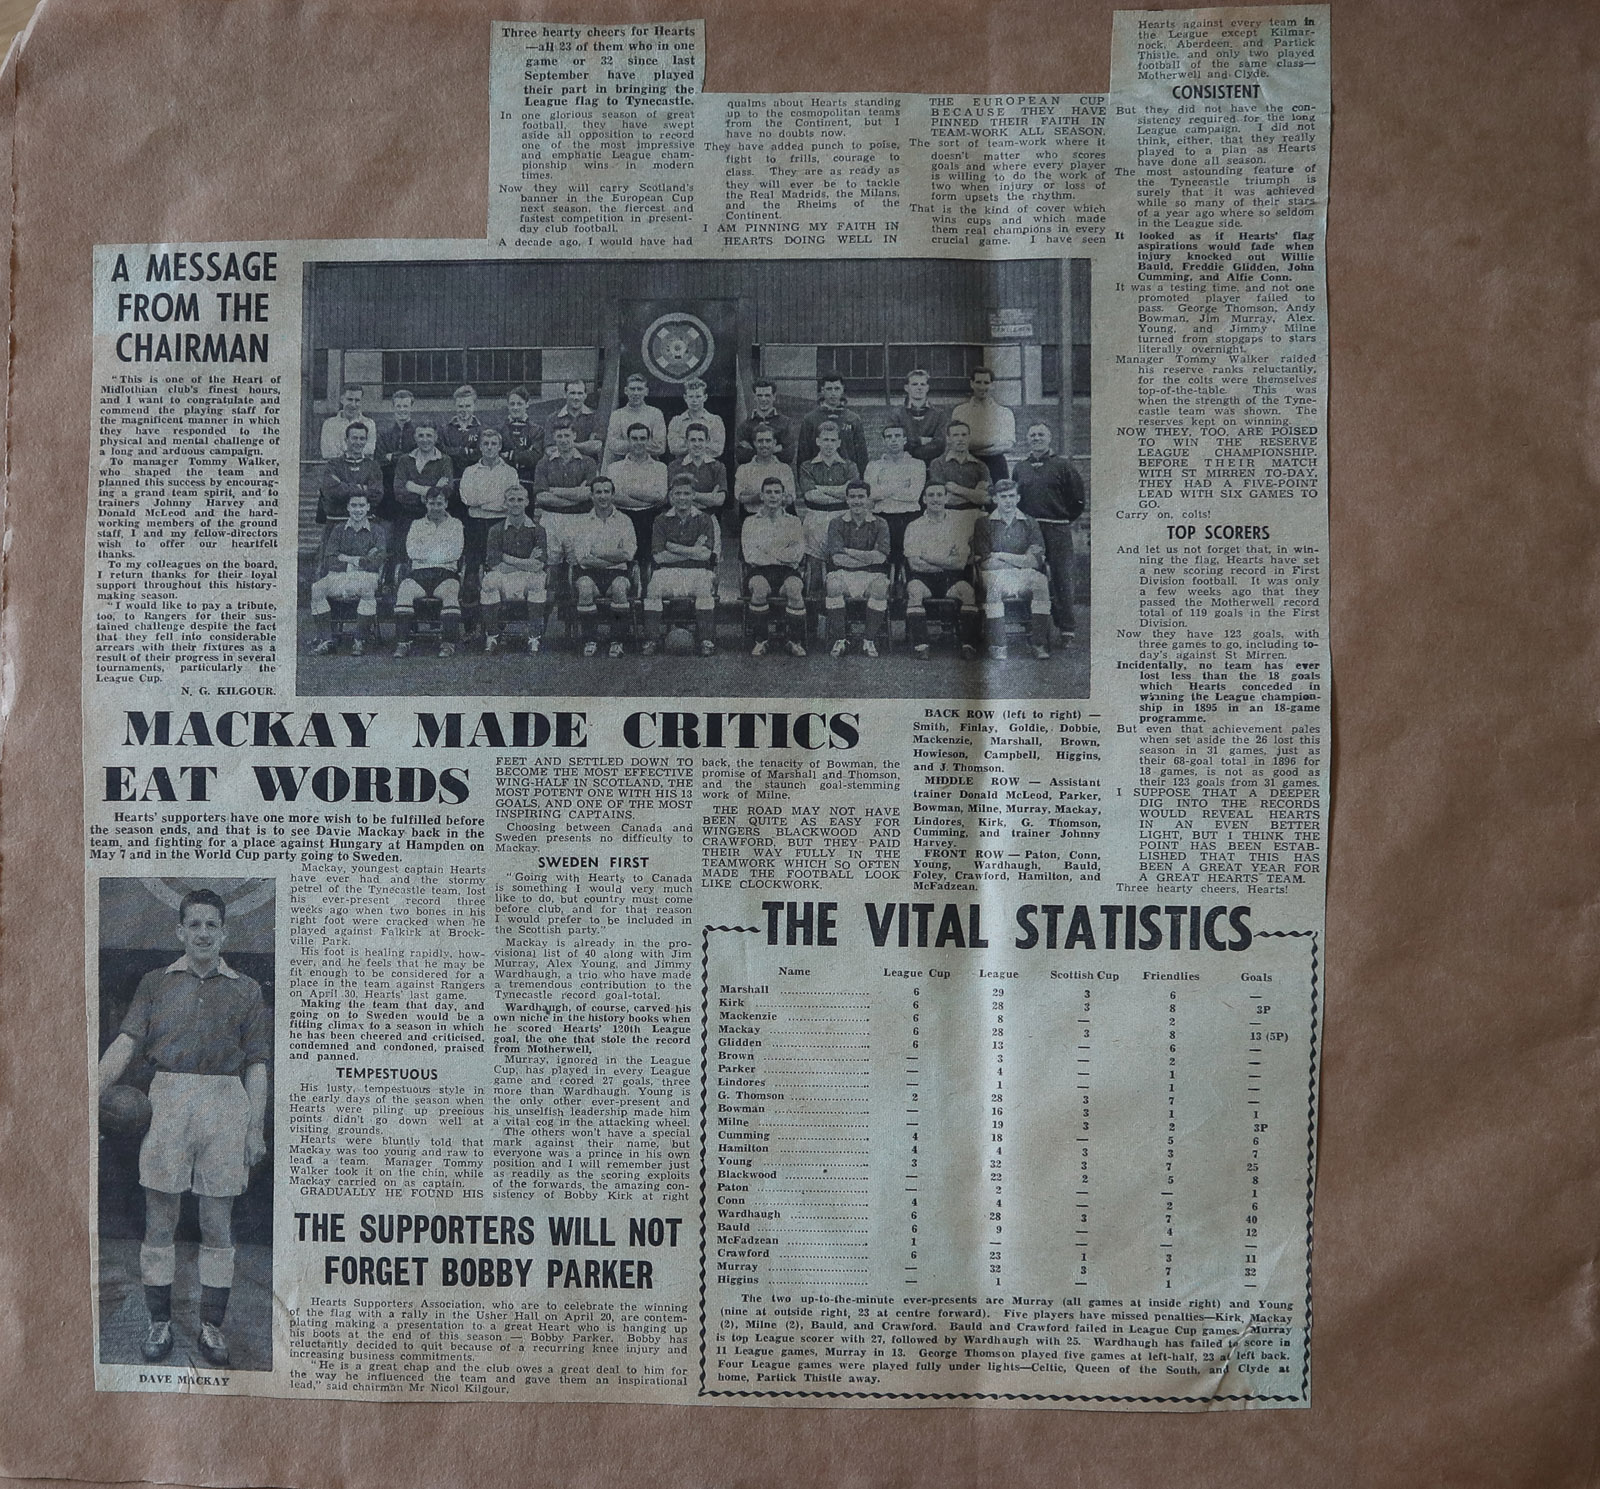 Three hearty cheers for Hearts
—all 23 of them who in one
game or 32 since last
September have played
their part in bringing the
League flag to Tynecastle.
In one glorious season of great
football, they have swept
aside all opposition to record
one of the most impressive
and emphatic League cham-
pionship wins in modern
times.
Now they will carry Scotland's
banner in the European Cup
next season, the fiercest and
fastest competition in present-
day club football.
A decade ago, I would have had
qualms about Hearts standing
up to the cosmopolitan teams
from the Continent, but I
have no doubts now.
They have added punch to poise,
fight to frills, courage to
class. They are as ready as
they will ever be to tackle
the Real Madrids, the Milans,
and the Rheims of the
Continent.
I AM PINNING MY FAITH IN
HEARTS DOING WELL IN
THE EUROPEAN CUP
BECAUSE THEY HAVE
PINNED THEIR FAITH IN
TEAM-WORK ALL SEASON.
The sort of team-work where it
doesn't matter who scores
goals and where every player
is willing to do the work of
two when injury or loss of
form upsets the rhythm.
That is the kind of cover which
wins cups and which made
them real champions in every
crucial game. I have seen
Hearts against every team in
the League except Kilmar-
nock, Aberdeen, and Partick
Thistle, and only two played
football of the same class—
Motherwell and Clyde.
CONSISTENT
But they did not have the con-
sistency required for the long
League campaign. I did not
think, either, that they really
played to a plan as Hearts
have done all season.
The most astounding feature of
the Tynecastle triumph is
surely that it was achieved
while so many of their stars
of a year ago where so seldom
in the League side.
It looked as if Hearts' flag
aspirations would fade when
injury knocked out Willie
Bauld, Freddie Glidden, John
Cumming, and Alfie Conn.
It was a testing time, and not one
promoted player failed to
pass. George Thomson, Andy
Bowman, Jim Murray, Alex.
Young, and Jimmy Milne
turned from stopgaps to stars
literally overnight.
Manager Tommy Walker raided
his reserve ranks reluctantly,
for the colts were themselves
top-of-the-table. This was
when the strength of the Tyne-
castle team was shown. The
reserves kept on winning.
NOW THEY, TOO, ARE POISED
TO WIN THE RESERVE
LEAGUE CHAMPIONSHIP.
BEFORE THEIR MATCH
WITH ST MIRREN TO-DAY,
THEY HAD A FIVE-POINT
LEAD WITH SIX GAMES TO
GO.
Carry on, colts!
TOP SCORERS
And let us not forget that, in win-
ning the flag, Hearts have set
a new scoring record in First
Division football. It was only
a few weeks ago that they
passed the Motherwell record
total of 119 goals in the First
Division.
Now they have 123 goals, with
three games to go, including to-
day's against St Mirren.
Incidentally, no team has ever
lost less than the 18 goals
which Hearts conceded in
winning the League champion-
ship in 1895 in an 18-game
programme.
But even that achievement pales
when set aside the 26 lost this
season in 31 games, just as
their 68-goal total in 1896 for
18 games, is not as good as
their 123 goals from 31 games.
I SUPPOSE THAT A DEEPER
DIG INTO THE RECORDS
WOULD REVEAL HEARTS
IN AN EVEN BETTER
LIGHT, BUT I THINK THE
POINT HAS BEEN ESTAB-
LISHED THAT THIS HAS
BEEN A GREAT YEAR FOR
A GREAT HEARTS TEAM.
Three hearty cheers, Hearts!
A MESSAGE
FROM THE
CHAIRMAN
"This is one of the Heart of
Midlothian club's finest hours,
and I want to congratulate and
commend the playing staff for
the magnificent manner in which
they have responded to the
physical and mental challenge of
a long and arduous campaign.
To manager Tommy Walker,
who shaped the team and
planned this success by encourag-
ing a grand team spirit, and to
trainers Johnny Harvey and
Donald McLeod and the hard-
working members of the ground
staff, I and my fellow-directors
wish to offer our heartfelt
thanks.
To my colleagues on the board,
I return thanks for their loyal
support throughout this history-
making season.
"I would like to pay a tribute,
too, to Rangers for their sus-
tained challenge despite the fact
that they fell into considerable
arrears with their fixtures as a
result of their progress in several
tournaments, particularly the
League Cup.
N. G. KILGOUR.
BACK ROW (left to right) —
Smith, Finlay, Goldie, Dobbie,
Mackenzie, Marshall, Brown,
Howieson, Campbell, Higgins,
and J. Thomson.
MIDDLE ROW — Assistant
trainer Donald McLeod, Parker,
Bowman, Milne, Murray, Mackay,
Lindores, Kirk, G. Thomson,
Cumming, and trainer Johnny
Harvey.
FRONT ROW — Paton, Conn,
Young, Wardhaugh, Bauld,
Foley, Crawford, Hamilton, and
McFadzean.
MACKAY MADE CRITICS
EAT WORDS
Hearts' supporters have one more wish to be fulfilled before
the season ends, and that is to see Davie Mackay back in the
team, and fighting for a place against Hungary at Hampden on
May 7 and in the World Cup party going to Sweden.
Mackay, youngest captain Hearts
have ever had and the stormy
petrel of the Tynecastle team, lost
his ever-present record three
weeks ago when two bones in his
right foot were cracked when he
played against Falkirk at Brock-
ville Park.
His foot is healing rapidly, how-
ever, and he feels that he may be
fit enough to be considered for a
place in the team against Rangers
on April 30, Hearts' last game.
Making the team that day, and
going on to Sweden would be a
fitting climax to a season in which
he has been cheered and criticised,
condemned and condoned, praised
and panned.
TEMPESTUOUS
His lusty, tempestuous style in
the early days of the season when
Hearts were piling up precious
points didn't go down well at
visiting grounds.
Hearts were bluntly told that
Mackay was too young and raw to
lead a team. Manager Tommy
Walker took it on the chin, while
Mackay carried on as captain.
GRADUALLY HE FOUND HIS
FEET AND SETTLED DOWN TO
BECOME THE MOST EFFECTIVE
WING-HALF IN SCOTLAND, THE
MOST POTENT ONE WITH HIS 13
GOALS, AND ONE OF THE MOST
INSPIRING CAPTAINS.
Choosing between Canada and
Sweden presents no difficulty to
Mackay.
SWEDEN FIRST
"Going with Hearts to Canada
is something I would very much
like to do, but country must come
before club, and for that reason
I would prefer to be included in
the Scottish party."
Mackay is already in the pro-
visional list of 40 along with Jim
Murray, Alex Young, and Jimmy
Wardhaugh, a trio who have made
a tremendous contribution to the
Tynecastle record goal-total.
Wardhaugh, of course, carved his
own niche in the history books when
he scored Hearts' 120th League
goal, the one that stole the record
from Motherwell.
Murray, ignored in the League
Cup, has played in every League
game and scored 27 goals, three
more than Wardhaugh. Young is
the only other ever-present and
his unselfish leadership made him
a vital cog in the attacking wheel.
The others won't have a special
mark against their name, but
everyone was a prince in his own
position and I will remember just
as readily as the scoring exploits
of the forwards, the amazing con-
sistency of Bobby Kirk at right
back, the tenacity of Bowman, the
promise of Marshall and Thomson,
and the staunch goal-stemming
work of Milne.
THE ROAD MAY NOT HAVE
BEEN QUITE AS EASY FOR
WINGERS BLACKWOOD AND
CRAWFORD, BUT THEY PAID
THEIR WAY FULLY IN THE
TEAMWORK WHICH SO OFTEN
MADE THE FOOTBALL LOOK
LIKE CLOCKWORK.
DAVE MACKAY
THE SUPPORTERS WILL NOT
FORGET BOBBY PARKER
Hearts Supporters Association, who are to celebrate the winning
of the flag with a rally in the Usher Hall on April 20, are contem-
plating making a presentation to a great Heart who is hanging up
his boots at the end of this season — Bobby Parker. Bobby has
reluctantly decided to quit because of a recurring knee injury and
increasing business commitments.
"He is a great chap and the club owes a great deal to him for
the way he influenced the team and gave them an inspirational
lead," said chairman Mr Nicol Kilgour.
THE VITAL STATISTICS
Name League Cup League Scottish Cup Friendlies Goals
Marshall 6 29 3 6 —
Kirk 6 28 3 8 3P
Mackenzie 6 8 — 2 —
Mackay 6 28 3 8 13 (5P)
Glidden 6 13 — 6 —
Brown — 3 — 2 —
Parker — 4 — 1 —
Lindores — 1 — 1 —
G. Thomson 2 28 3 7 —
Bowman — 16 3 1 1
Milne — 19 3 2 3P
Cumming 4 18 — 5 6
Hamilton 4 4 3 3 7
Young 3 32 3 7 25
Blackwood — 22 2 5 8
Paton — 2 — — 1
Conn 4 4 — 2 6
Wardhaugh 6 28 3 7 40
Bauld 6 9 — 4 12
McFadzean 1 — — — —
Crawford 6 23 1 3 11
Murray — 32 3 7 32
Higgins — 1 — 1 —
The two up-to-the-minute ever-presents are Murray (all games at inside right) and Young
(nine at outside right, 23 at centre forward). Five players have missed penalties—Kirk, Mackay
(2), Milne (2), Bauld, and Crawford. Bauld and Crawford failed in League Cup games. Murray
is top League scorer with 27, followed by Wardhaugh with 25. Wardhaugh has failed to score in
11 League games, Murray in 13. George Thomson played five games at left-half, 23 at left back.
Four League games were played fully under lights—Celtic, Queen of the South, and Clyde at
home, Partick Thistle away.